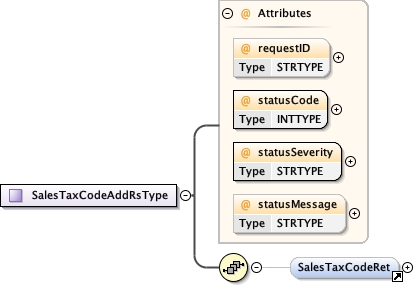 @ Attributes
@ requestID
Type STRTYPE
@ statusCode
Type INTTYPE
@ statusSeverity
Type STRTYPE
SalesTaxCodeAddRsType
@ statusMessage
Type STRTYPE
SalesTaxCodeRet